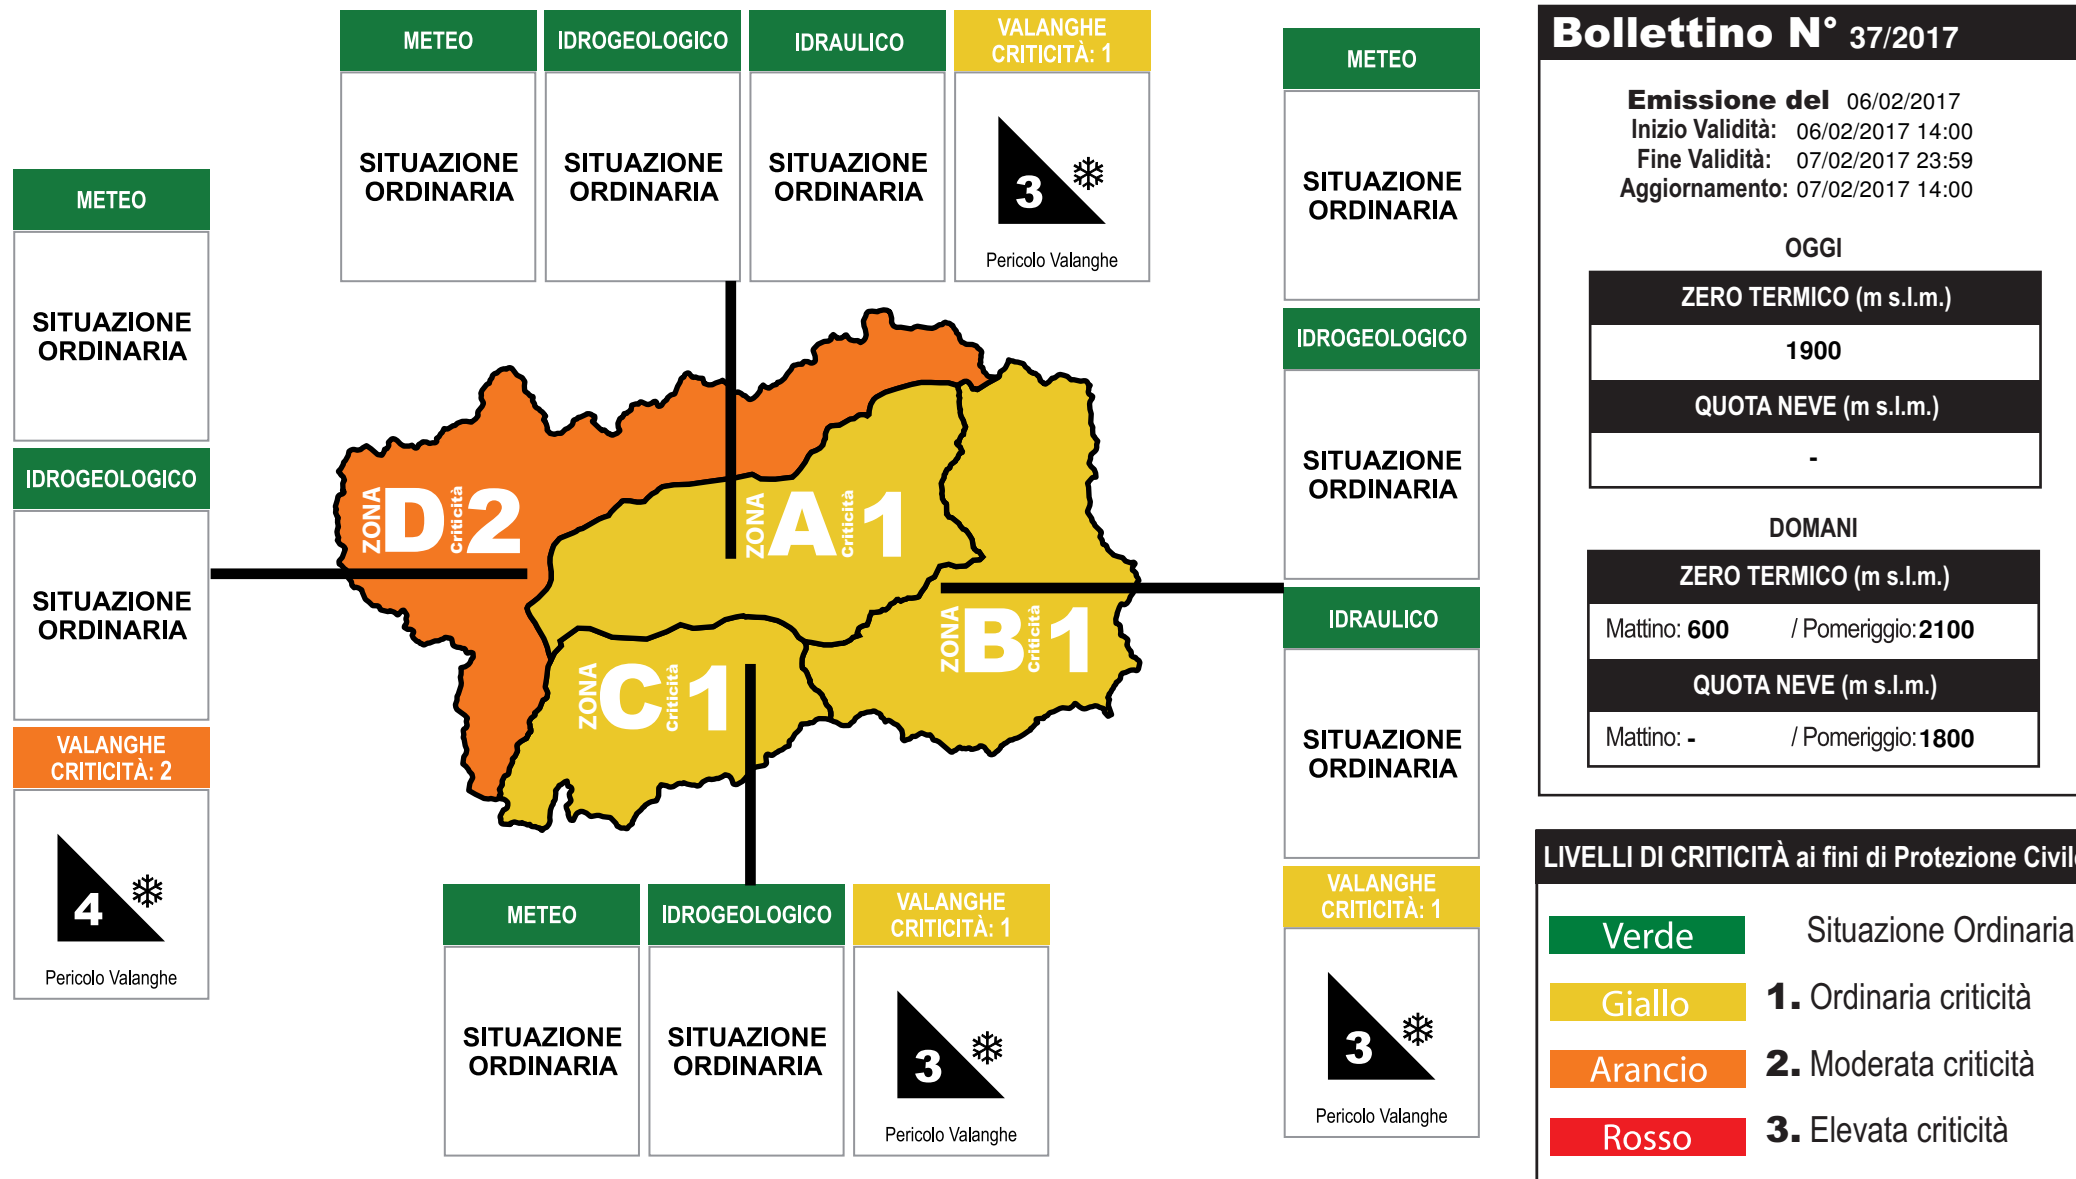 METEO
IDROGEOLOGICO
IDRAULICO
VALANGHE
CRITICITÀ: 1
SITUAZIONE
ORDINARIA
SITUAZIONE
ORDINARIA
SITUAZIONE
ORDINARIA
3
Pericolo Valanghe
METEO
SITUAZIONE
ORDINARIA
IDROGEOLOGICO
SITUAZIONE
ORDINARIA
VALANGHE
CRITICITÀ: 2
4
Pericolo Valanghe
ZONA D Criticità 2
ZONA A Criticità 1
ZONA B Criticità 1
ZONA C Criticità 1
METEO
IDROGEOLOGICO
VALANGHE
CRITICITÀ: 1
SITUAZIONE
ORDINARIA
SITUAZIONE
ORDINARIA
3
Pericolo Valanghe
METEO
SITUAZIONE
ORDINARIA
IDROGEOLOGICO
SITUAZIONE
ORDINARIA
IDRAULICO
SITUAZIONE
ORDINARIA
VALANGHE
CRITICITÀ: 1
3
Pericolo Valanghe
Bollettino N° 37/2017
Emissione del 06/02/2017
Inizio Validità: 06/02/2017 14:00
Fine Validità: 07/02/2017 23:59
Aggiornamento: 07/02/2017 14:00
OGGI
ZERO TERMICO (m s.l.m.)
1900
QUOTA NEVE (m s.l.m.)
-
DOMANI
ZERO TERMICO (m s.l.m.)
Mattino: 600 / Pomeriggio: 2100
QUOTA NEVE (m s.l.m.)
Mattino: - / Pomeriggio: 1800
LIVELLI DI CRITICITÀ ai fini di Protezione Civile
Verde Situazione Ordinaria
Giallo 1. Ordinaria criticità
Arancio 2. Moderata criticità
Rosso 3. Elevata criticità